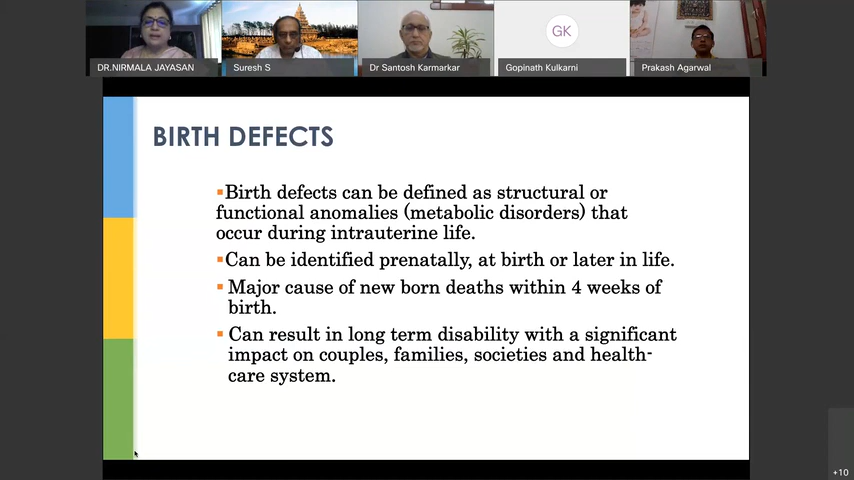 GK
DR.NIRMALA JAYASAN
Suresh S
Dr Santosh Karmarkar
Gopinath Kulkarni
Prakash Agarwal
BIRTH DEFECTS
Birth defects can be defined as structural or
functional anomalies (metabolic disorders) that
occur during intrauterine life.
Can be identified prenatally, at birth or later in life.
Major cause of new born deaths within 4 weeks of
birth.
Can result in long term disability with a significant
impact on couples, families, societies and health-
care system.
+10